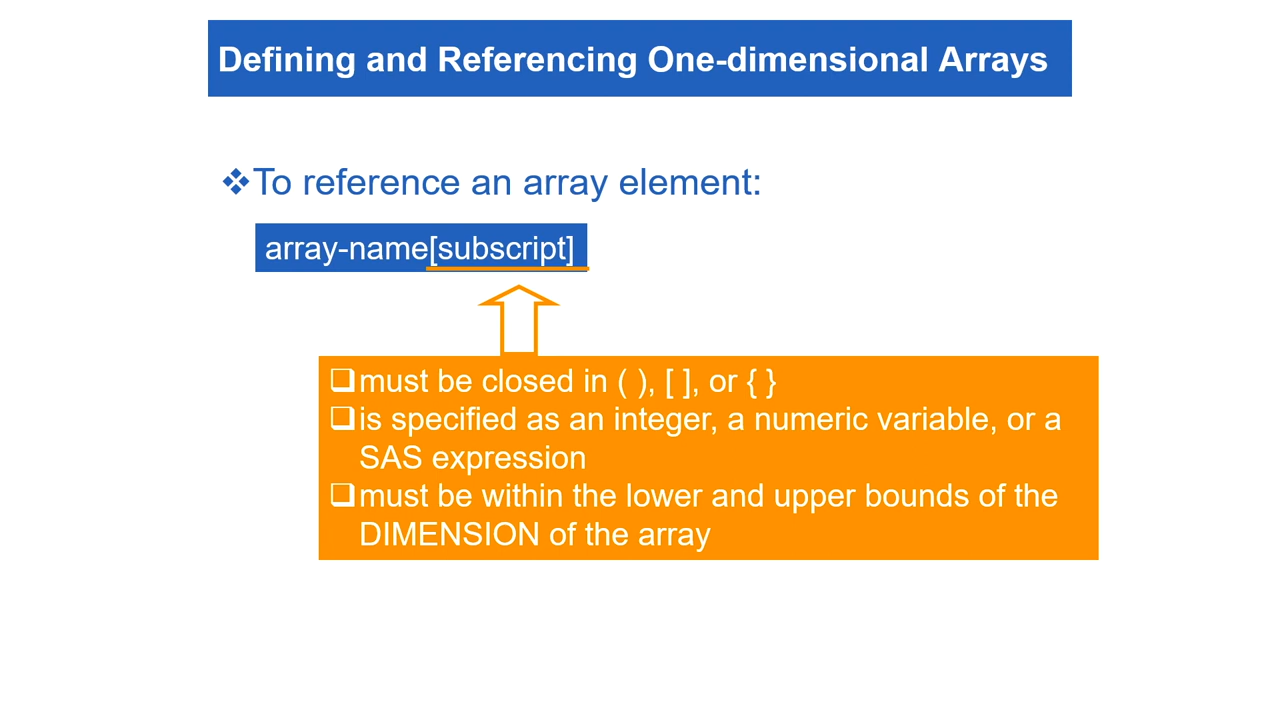 Defining and Referencing One-dimensional Arrays
❖To reference an array element:
array-name[subscript]
❑must be closed in ( ), [ ], or { }
❑is specified as an integer, a numeric variable, or a
SAS expression
❑must be within the lower and upper bounds of the
DIMENSION of the array